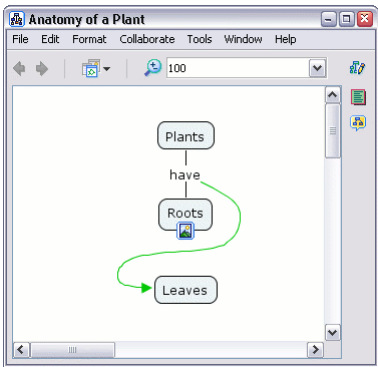 Anatomy of a Plant
File Edit Format Collaborate Tools Window Help
100
Plants
have
Roots
Leaves